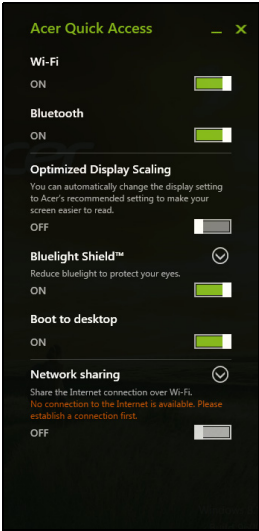 Acer Quick Access
Wi-Fi
ON
Bluetooth
ON
Optimized Display Scaling
You can automatically change the display setting
to Acer's recommended setting to make your
screen easier to read.
OFF
Bluelight Shield™
Reduce bluelight to protect your eyes.
ON
Boot to desktop
ON
Network sharing
Share the Internet connection over Wi-Fi.
No connection to the Internet is available. Please
establish a connection first.
OFF